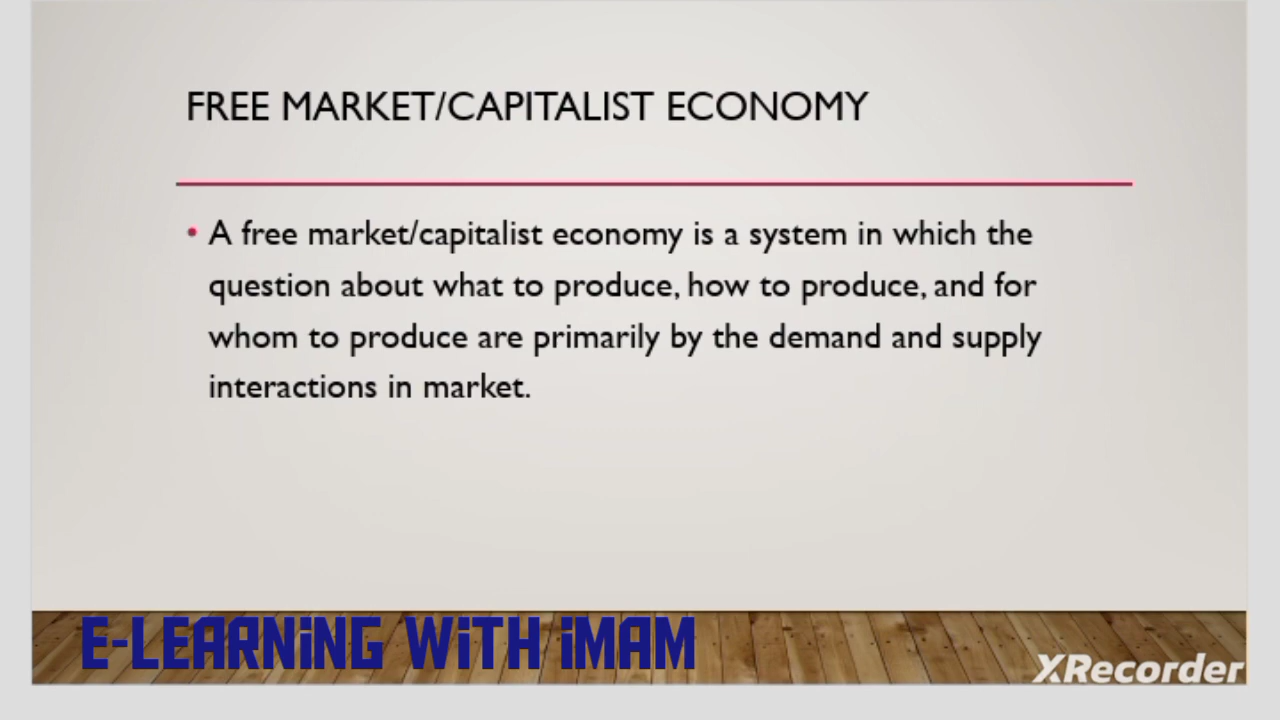 FREE MARKET/CAPITALIST ECONOMY
• A free market/capitalist economy is a system in which the
question about what to produce, how to produce, and for
whom to produce are primarily by the demand and supply
interactions in market.
E-LEARNiNG WiTH iMAM
XRecorder